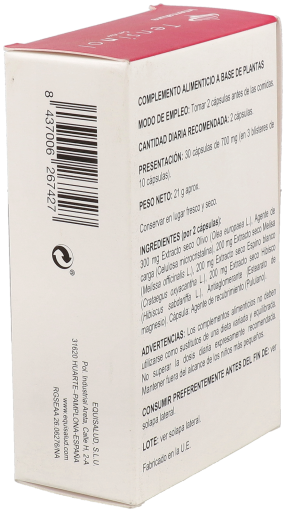 Tensinol
COMPLEMENTO ALIMENTICIO A BASE DE PLANTAS
MODO DE EMPLEO: Tomar 2 cápsulas antes de las comidas.
CANTIDAD DIARIA RECOMENDADA: 2 cápsulas.
PRESENTACIÓN: 30 cápsulas de 700 mg (en 3 blísteres de
10 cápsulas).
PESO NETO: 21 g aprox.
Conservar en lugar fresco y seco.
INGREDIENTES (por 2 cápsulas):
300 mg Extracto seco Olivo (Olea europaea L.), Agente de
carga (Celulosa microcristalina), 200 mg Extracto seco Melisa
(Melissa officinalis L.), 200 mg Extracto seco Espino blanco
(Crataegus oxyacantha L.), 200 mg Extracto seco Hibisco
(Hibiscus sabdariffa L.), Antiaglomerante (Estearato de
magnesio). Cápsula: Agente de recubrimiento (Pululano).
ADVERTENCIAS: Los complementos alimenticios no deben
utilizarse como sustitutos de una dieta variada y equilibrada.
No superar la dosis diaria expresamente recomendada.
Mantener fuera del alcance de los niños más pequeños.
CONSUMIR PREFERENTEMENTE ANTES DEL FIN DE: ver
solapa lateral.
LOTE: ver solapa lateral.
Fabricado en la U.E.
8 437006 267427
EQUISALUD, S.L.U.
Pol. Industrial Areta, Calle H, 2-A
31620 HUARTE-PAMPLONA-ESPAÑA
www.equisalud.com
RGSEAA 26.06276/NA